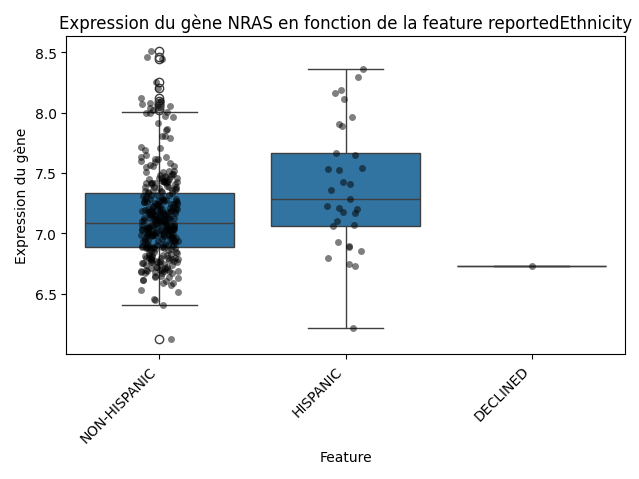 Expression du gène NRAS en fonction de la feature reportedEthnicity
Expression du gène
8.5
8.0
7.5
7.0
6.5
NON-HISPANIC
HISPANIC
DECLINED
Feature